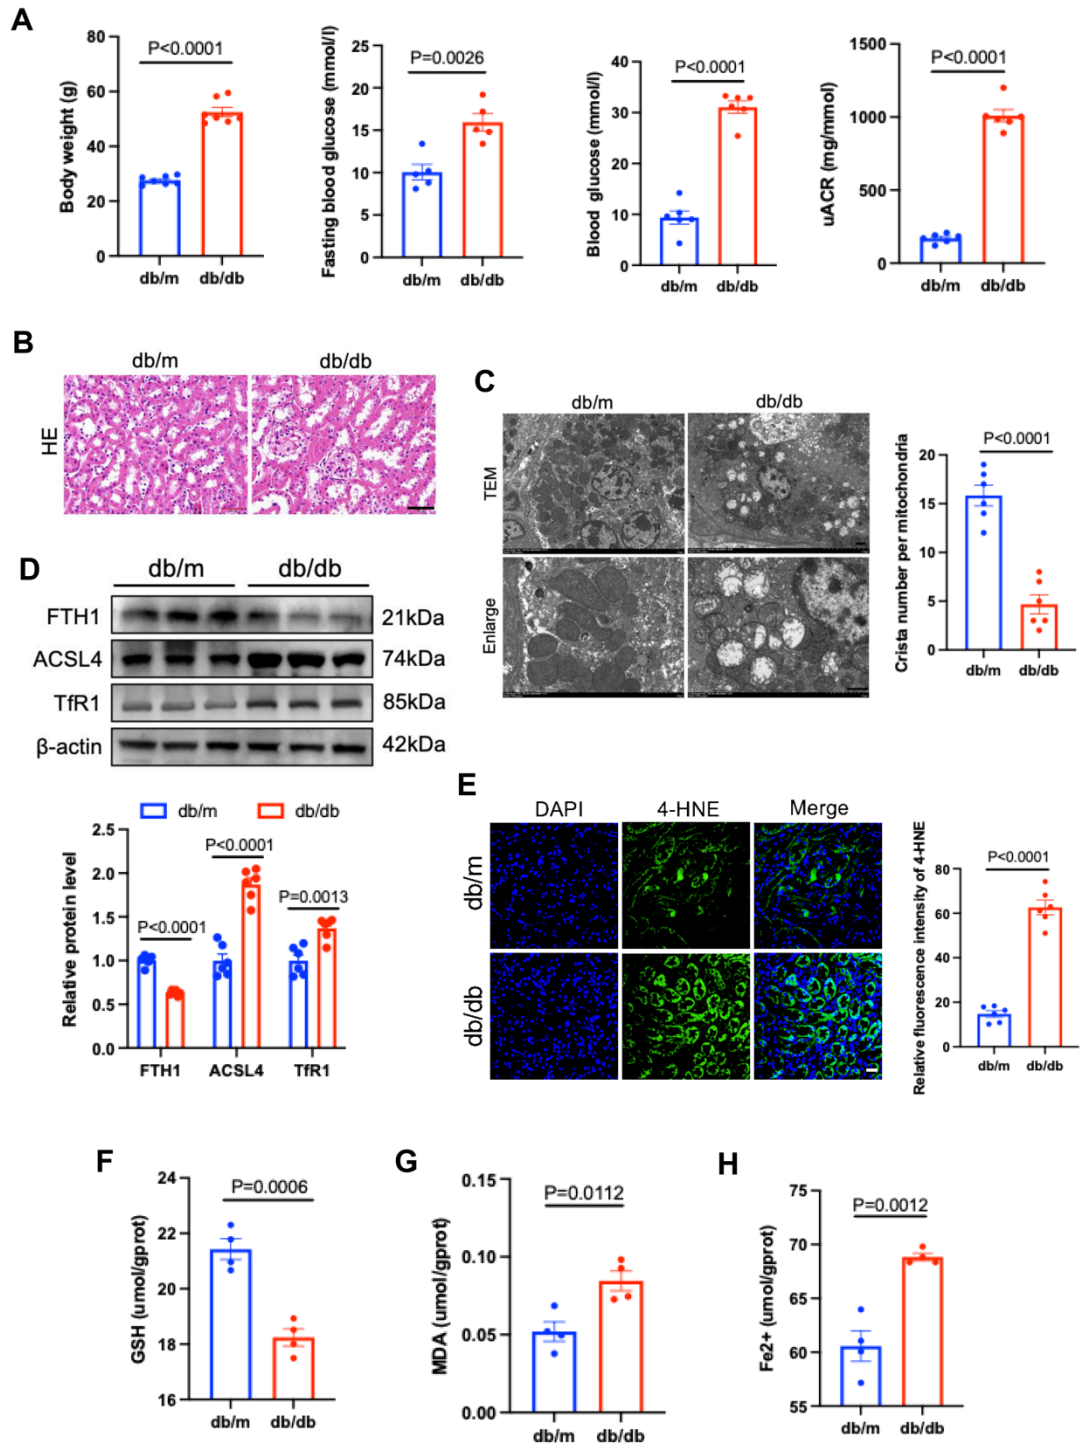 A
Body weight (g)
80
60
40
20
0
P<0.0001
db/m
db/db
Fasting blood glucose (mmol/l)
25
20
15
10
5
0
P=0.0026
db/m
db/db
Blood glucose (mmol/l)
40
30
20
10
0
P<0.0001
db/m
db/db
uACR (mg/mmol)
1500
1000
500
0
P<0.0001
db/m
db/db
B
db/m
db/db
HE
C
db/m
db/db
TEM
Enlarge
Crista number per mitochondria
20
15
10
5
0
P<0.0001
db/m
db/db
D
db/m
db/db
FTH1
21kDa
ACSL4
74kDa
TfR1
85kDa
β-actin
42kDa
db/m
db/db
Relative protein level
2.5
2.0
1.5
1.0
0.5
0.0
P<0.0001
P<0.0001
P=0.0013
FTH1
ACSL4
TfR1
E
DAPI
4-HNE
Merge
db/m
db/db
Relative fluorescence intensity of 4-HNE
80
60
40
20
0
P<0.0001
db/m
db/db
F
GSH (umol/gprot)
24
22
20
18
16
P=0.0006
db/m
db/db
G
MDA (umol/gprot)
0.15
0.10
0.05
0.00
P=0.0112
db/m
db/db
H
Fe2+ (umol/gprot)
75
70
65
60
55
P=0.0012
db/m
db/db